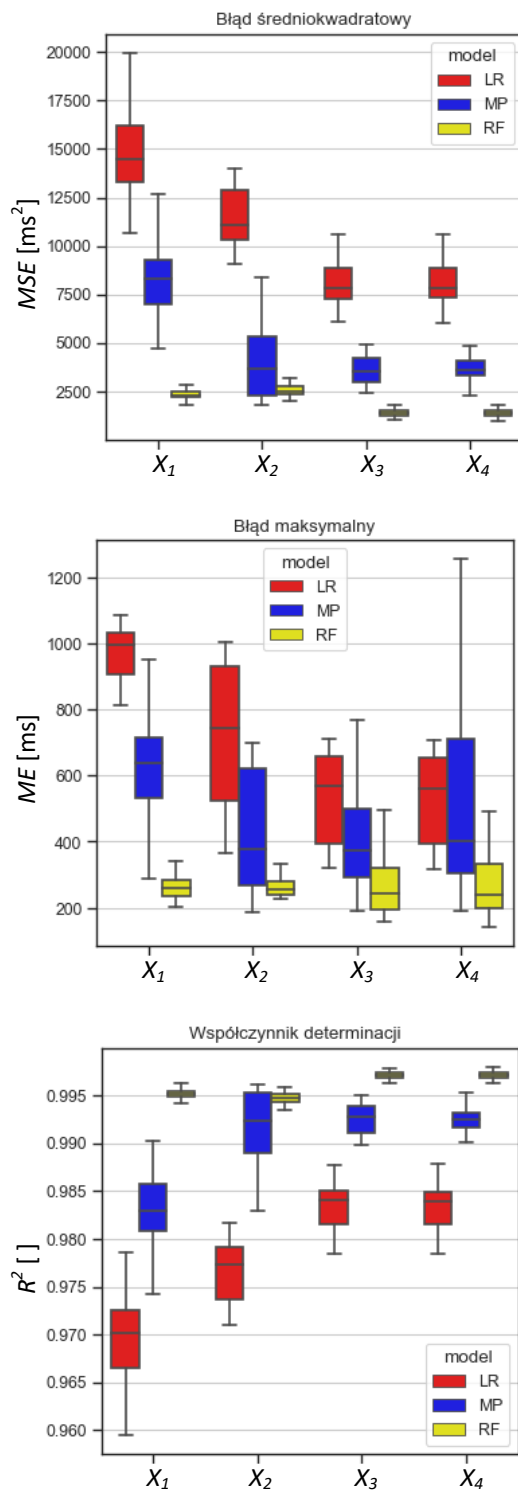 Błąd średniokwadratowy
model
LR
MP
RF
20000
17500
15000
12500
10000
7500
5000
2500
MSE [ms²]
X₁ X₂ X₃ X₄
Błąd maksymalny
model
LR
MP
RF
1200
1000
800
600
400
200
ME [ms]
X₁ X₂ X₃ X₄
Współczynnik determinacji
0.995
0.990
0.985
0.980
0.975
0.970
0.965
0.960
R² [ ]
model
LR
MP
RF
X₁ X₂ X₃ X₄